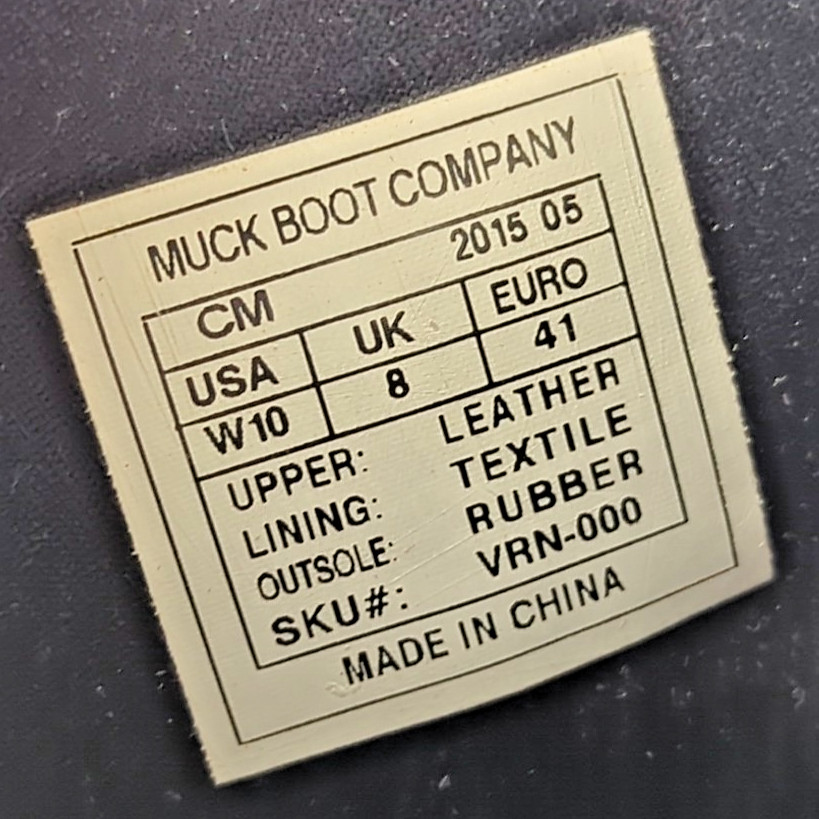 MUCK BOOT COMPANY
CM 2015 05
USA UK EURO
W10 8 41
UPPER: LEATHER
LINING: TEXTILE
OUTSOLE: RUBBER
SKU#: VRN-000
MADE IN CHINA